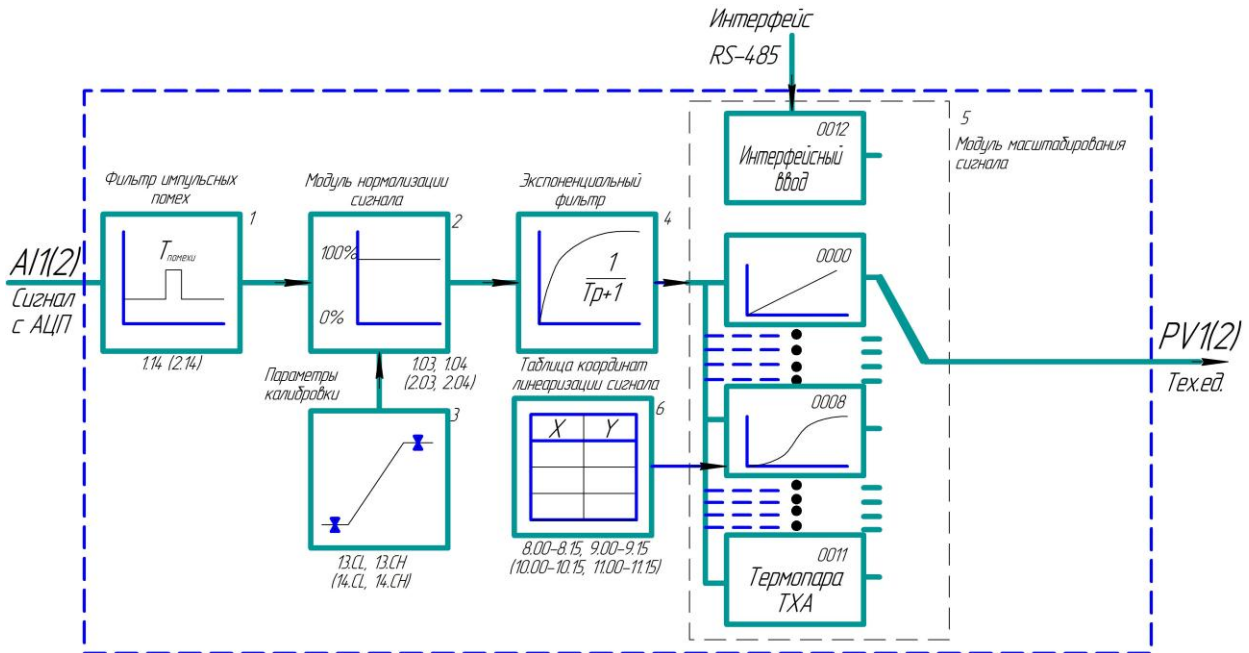 Интерфейс
RS-485
5
Модуль масштабирования
сигнала
0012
Интерфейсный
ввод
Фильтр импульсных
помех
1
Tпомехи
1.14 (2.14)
Модуль нормализации
сигнала
2
100%
0%
1.03, 1.04
(2.03, 2.04)
Экспоненциальный
фильтр
4
1
Tp+1
AI1(2)
Сигнал
с АЦП
0000
PV1(2)
Тех.ед.
Параметры
калибровки
3
13.CL, 13.CH
(14.CL, 14.CH)
Таблица координат
линеаризации сигнала
6
X Y
8.00-8.15, 9.00-9.15
(10.00-10.15, 11.00-11.15)
0008
0011
Термопара
ТХА